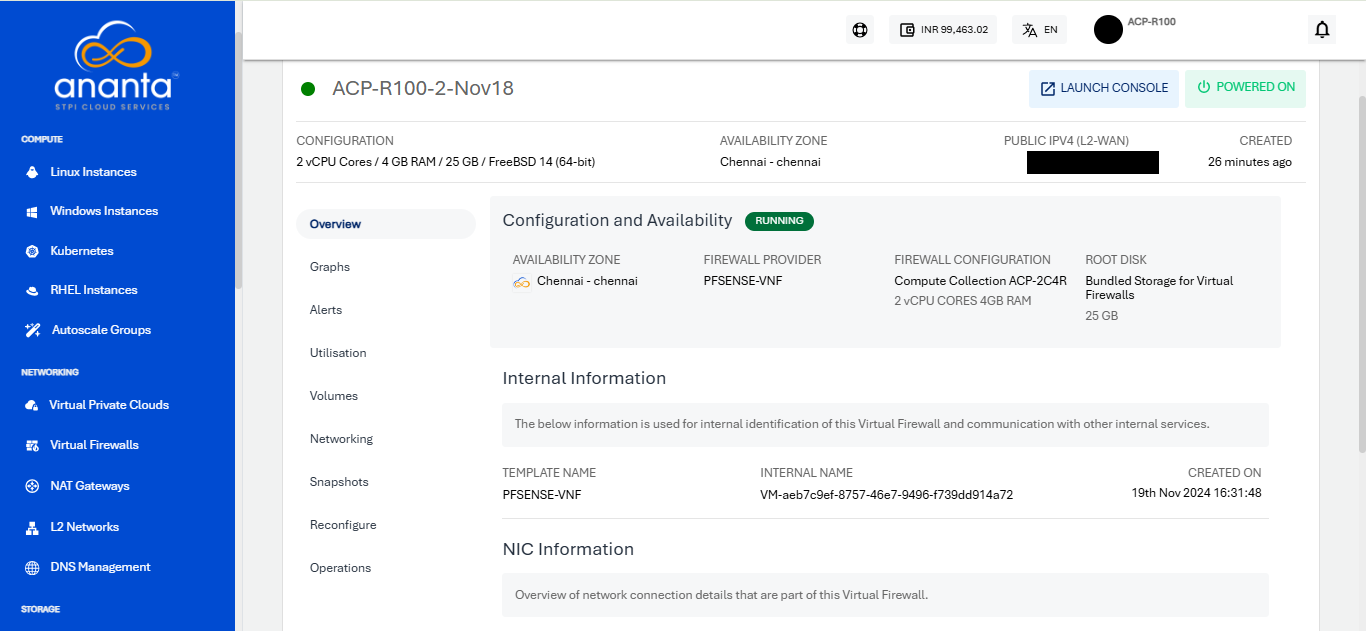 ananta™
STPI CLOUD SERVICES
COMPUTE
Linux Instances
Windows Instances
Kubernetes
RHEL Instances
Autoscale Groups
NETWORKING
Virtual Private Clouds
Virtual Firewalls
NAT Gateways
L2 Networks
DNS Management
STORAGE
INR 99,463.02
EN
ACP-R100
ACP-R100-2-Nov18
LAUNCH CONSOLE
POWERED ON
CONFIGURATION
2 vCPU Cores / 4 GB RAM / 25 GB / FreeBSD 14 (64-bit)
AVAILABILITY ZONE
Chennai - chennai
PUBLIC IPV4 (L2-WAN)
CREATED
26 minutes ago
Overview
Graphs
Alerts
Utilisation
Volumes
Networking
Snapshots
Reconfigure
Operations
Configuration and Availability RUNNING
AVAILABILITY ZONE
Chennai - chennai
FIREWALL PROVIDER
PFSENSE-VNF
FIREWALL CONFIGURATION
Compute Collection ACP-2C4R
2 vCPU CORES 4GB RAM
ROOT DISK
Bundled Storage for Virtual
Firewalls
25 GB
Internal Information
The below information is used for internal identification of this Virtual Firewall and communication with other internal services.
TEMPLATE NAME
PFSENSE-VNF
INTERNAL NAME
VM-aeb7c9ef-8757-46e7-9496-f739dd914a72
CREATED ON
19th Nov 2024 16:31:48
NIC Information
Overview of network connection details that are part of this Virtual Firewall.